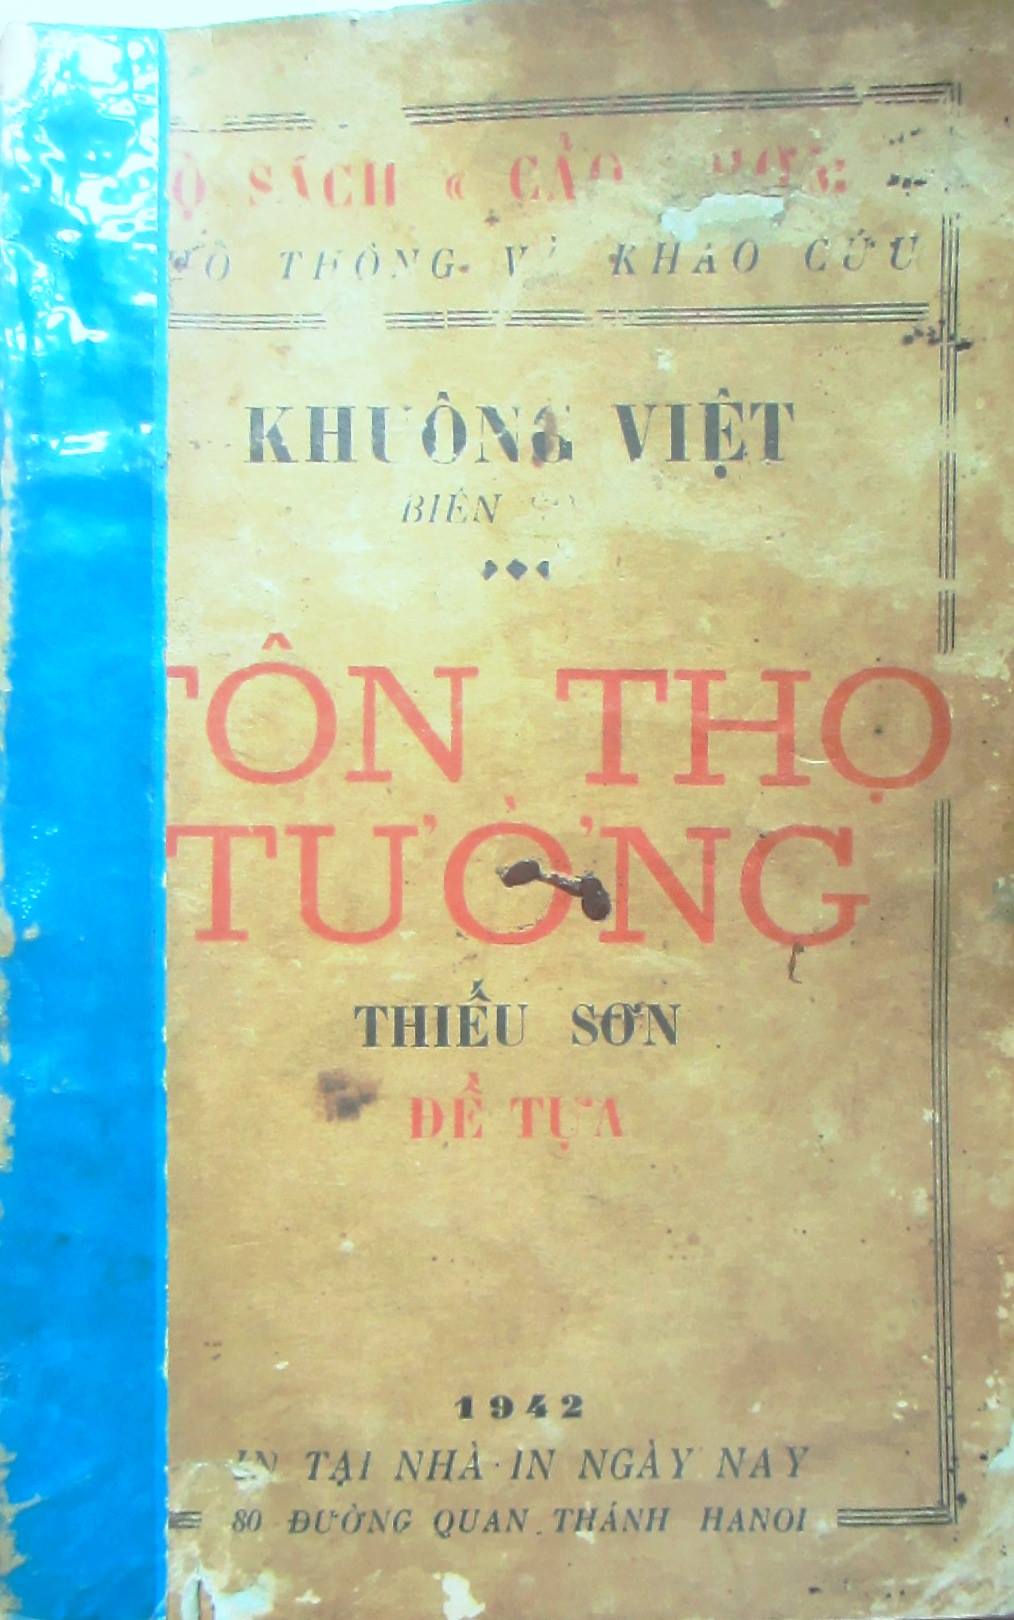 SÁCH «
THÔNG VÀ KHẢO CỨU
KHUÔNG VIỆT
BIÊN
TÔN THỌ
TƯỜNG
THIẾU SƠN
ĐỀ TỰA
1942
IN TẠI NHÀ IN NGÀY NAY
80 ĐƯỜNG QUAN THÁNH HANOI